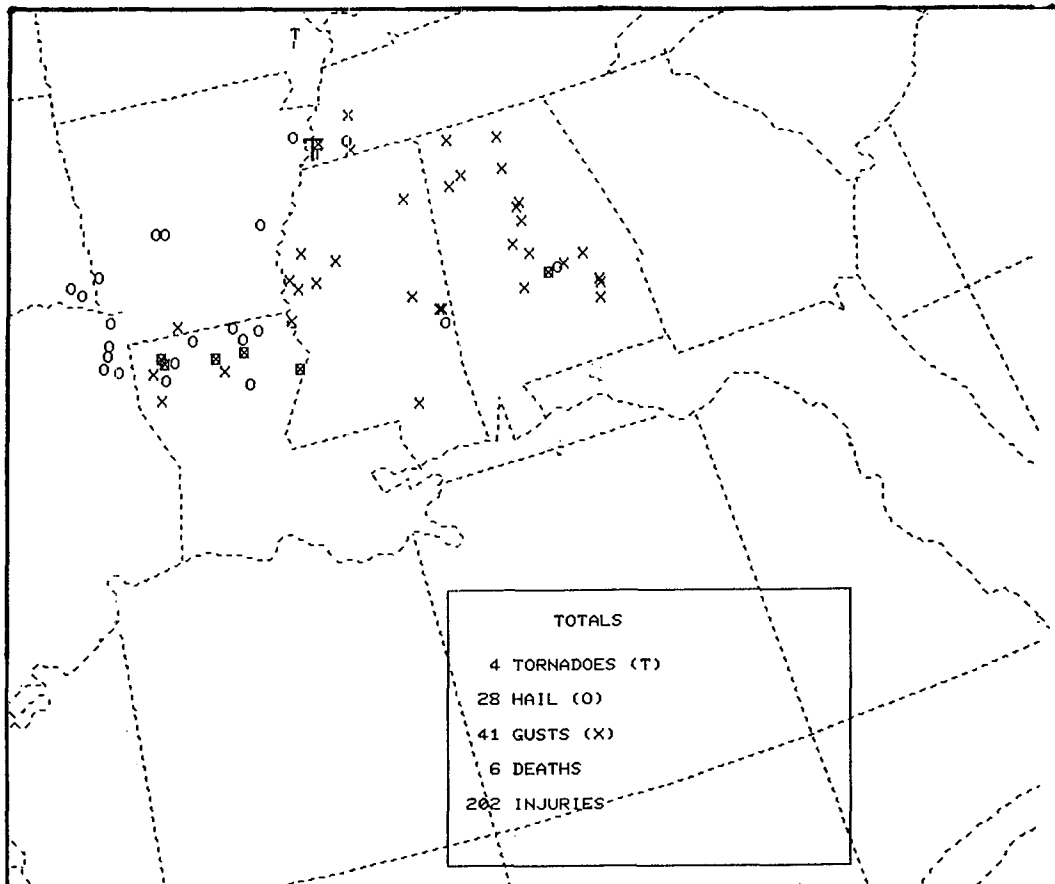 TOTALS
4 TORNADOES (T)
28 HAIL (O)
41 GUSTS (X)
6 DEATHS
202 INJURIES